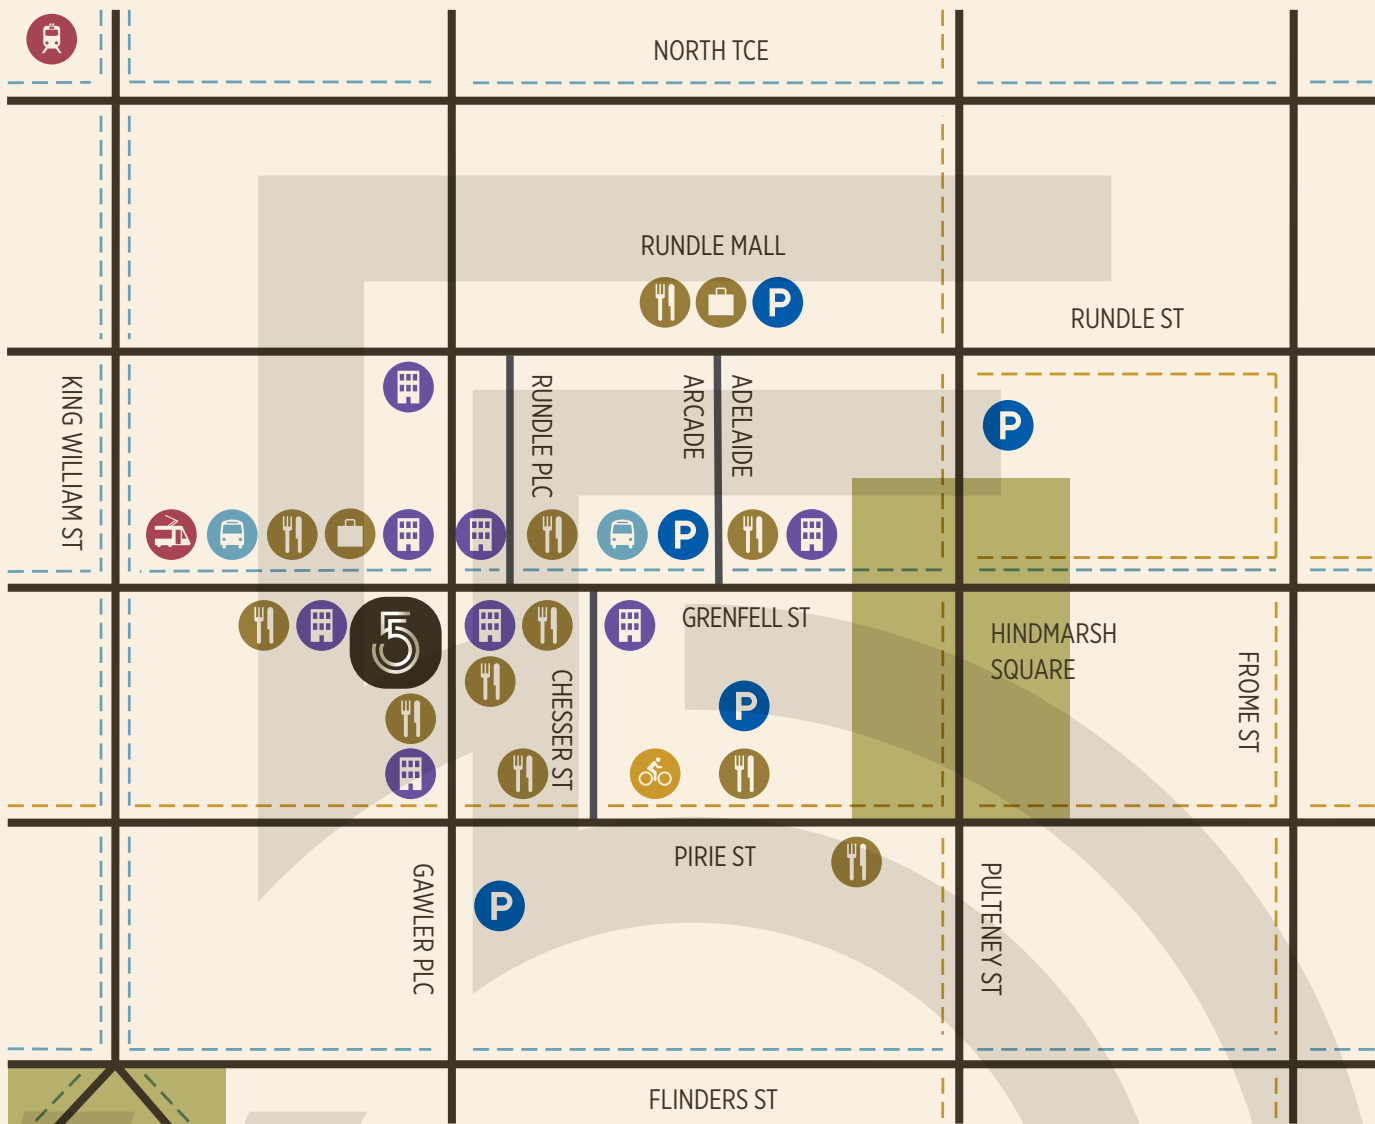 NORTH TCE
RUNDLE MALL
P
RUNDLE ST
KING WILLIAM ST
RUNDLE PLC
ARCADE
ADELAIDE
P
P
5
GRENFELL ST
HINDMARSH
SQUARE
CHESSER ST
P
FROME ST
PIRIE ST
GAWLER PLC
P
PULTENEY ST
FLINDERS ST